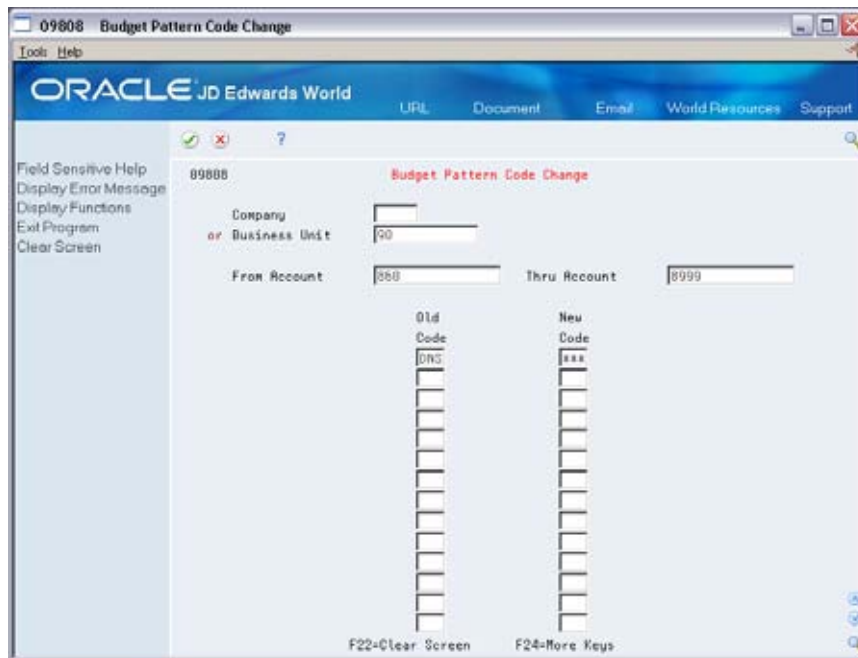 09808 Budget Pattern Code Change
Tools Help
ORACLE JD Edwards World
URL Document Email World Resources Support
?
Field Sensitive Help
Display Error Message
Display Functions
Exit Program
Clear Screen
09808 Budget Pattern Code Change
Company
or Business Unit 90
From Account 860 Thru Account 8999
Old New
Code Code
DNS ***
F22=Clear Screen F24=More Keys